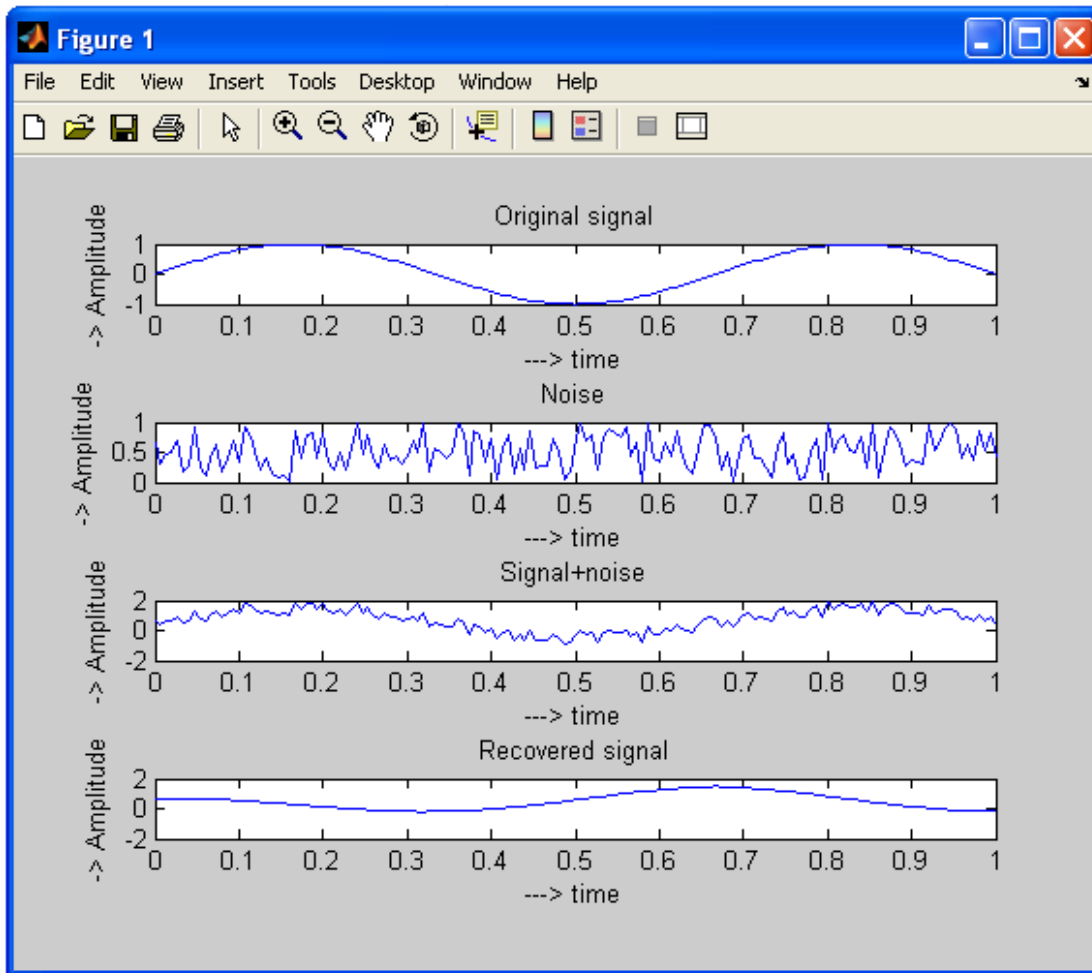 Figure 1
File Edit View Insert Tools Desktop Window Help
Original signal
-> Amplitude
1
0
-1
0 0.1 0.2 0.3 0.4 0.5 0.6 0.7 0.8 0.9 1
---> time
Noise
-> Amplitude
1
0.5
0
0 0.1 0.2 0.3 0.4 0.5 0.6 0.7 0.8 0.9 1
---> time
Signal+noise
-> Amplitude
2
0
-2
0 0.1 0.2 0.3 0.4 0.5 0.6 0.7 0.8 0.9 1
---> time
Recovered signal
-> Amplitude
2
0
-2
0 0.1 0.2 0.3 0.4 0.5 0.6 0.7 0.8 0.9 1
---> time